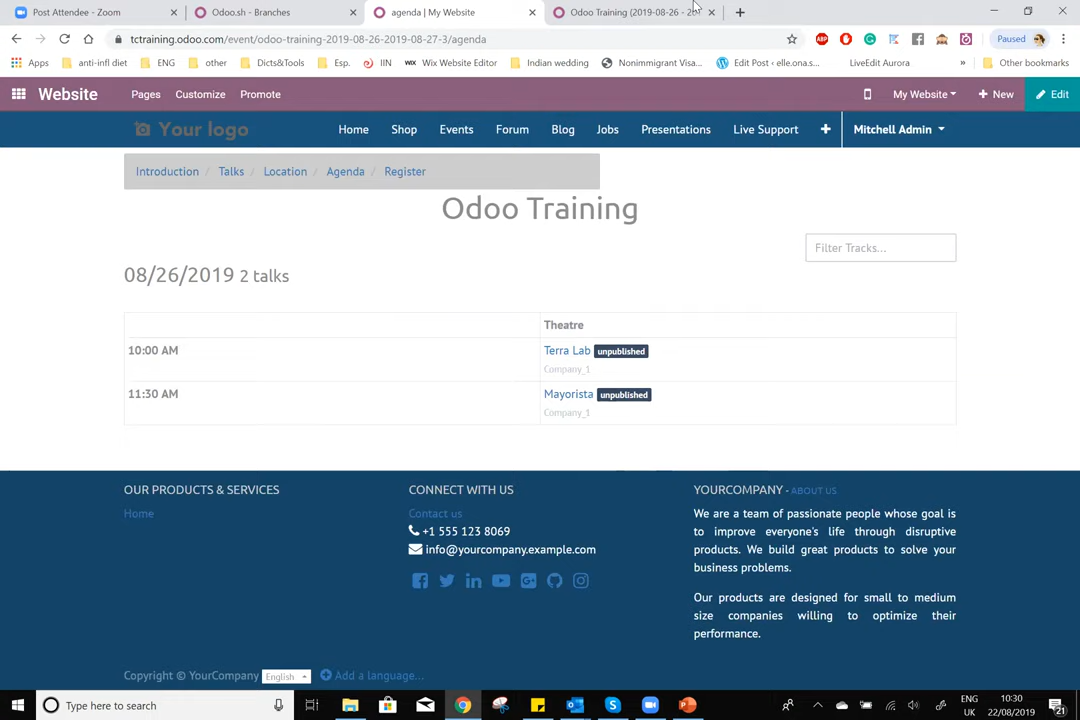 Post Attendee - Zoom
Odoo.sh - Branches
agenda | My Website
Odoo Training (2019-08-26 - 20
tctraining.odoo.com/event/odoo-training-2019-08-26-2019-08-27-3/agenda
ABP
Paused
Apps
anti-infl diet
ENG
other
Dicts&Tools
Esp.
IIN
WIX
Wix Website Editor
Indian wedding
Nonimmigrant Visa...
Edit Post ‹ elle.ona.s...
LiveEdit Aurora
»
Other bookmarks
Website
Pages
Customize
Promote
My Website
New
Edit
Your logo
Home
Shop
Events
Forum
Blog
Jobs
Presentations
Live Support
Mitchell Admin
Introduction / Talks / Location / Agenda / Register
Odoo Training
Filter Tracks...
08/26/2019 2 talks
Theatre
10:00 AM
Terra Lab unpublished
Company_1
11:30 AM
Mayorista unpublished
Company_1
OUR PRODUCTS & SERVICES
Home
CONNECT WITH US
Contact us
+1 555 123 8069
info@yourcompany.example.com
YOURCOMPANY - ABOUT US
We are a team of passionate people whose goal is
to improve everyone's life through disruptive
products. We build great products to solve your
business problems.
Our products are designed for small to medium
size companies willing to optimize their
performance.
Copyright © YourCompany
English
Add a language...
Type here to search
ENG
UK
10:30
22/08/2019
21